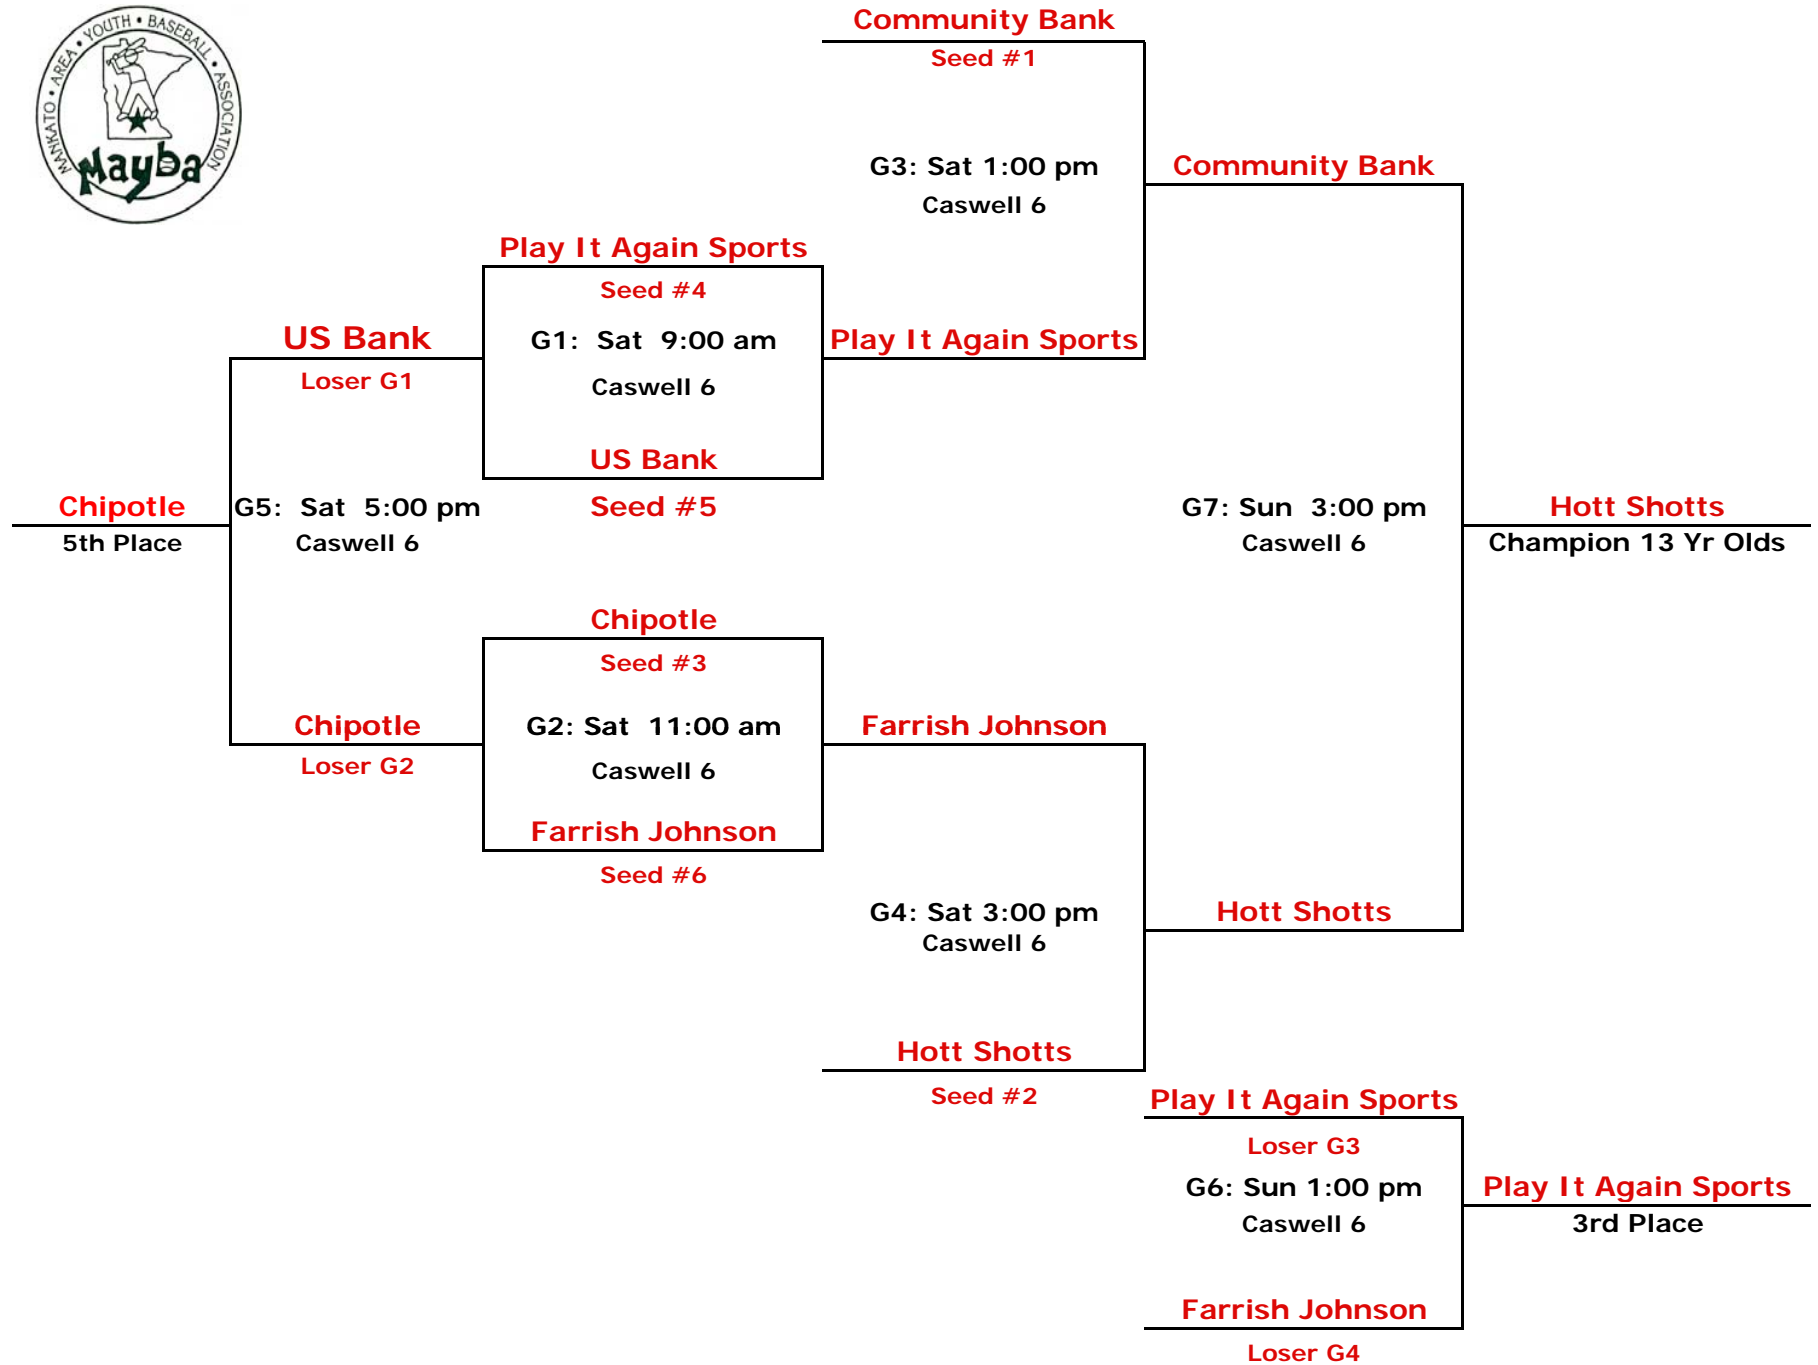 MANKATO • AREA • YOUTH • BASEBALL • ASSOCIATION
Mayba
Community Bank
Seed #1
G3: Sat 1:00 pm
Caswell 6
Community Bank
Play It Again Sports
Seed #4
US Bank
Loser G1
G1: Sat 9:00 am
Caswell 6
Play It Again Sports
US Bank
Seed #5
Chipotle
5th Place
G5: Sat 5:00 pm
Caswell 6
G7: Sun 3:00 pm
Caswell 6
Hott Shotts
Champion 13 Yr Olds
Chipotle
Seed #3
Chipotle
Loser G2
G2: Sat 11:00 am
Caswell 6
Farrish Johnson
Farrish Johnson
Seed #6
G4: Sat 3:00 pm
Caswell 6
Hott Shotts
Hott Shotts
Seed #2
Play It Again Sports
Loser G3
G6: Sun 1:00 pm
Caswell 6
Play It Again Sports
3rd Place
Farrish Johnson
Loser G4